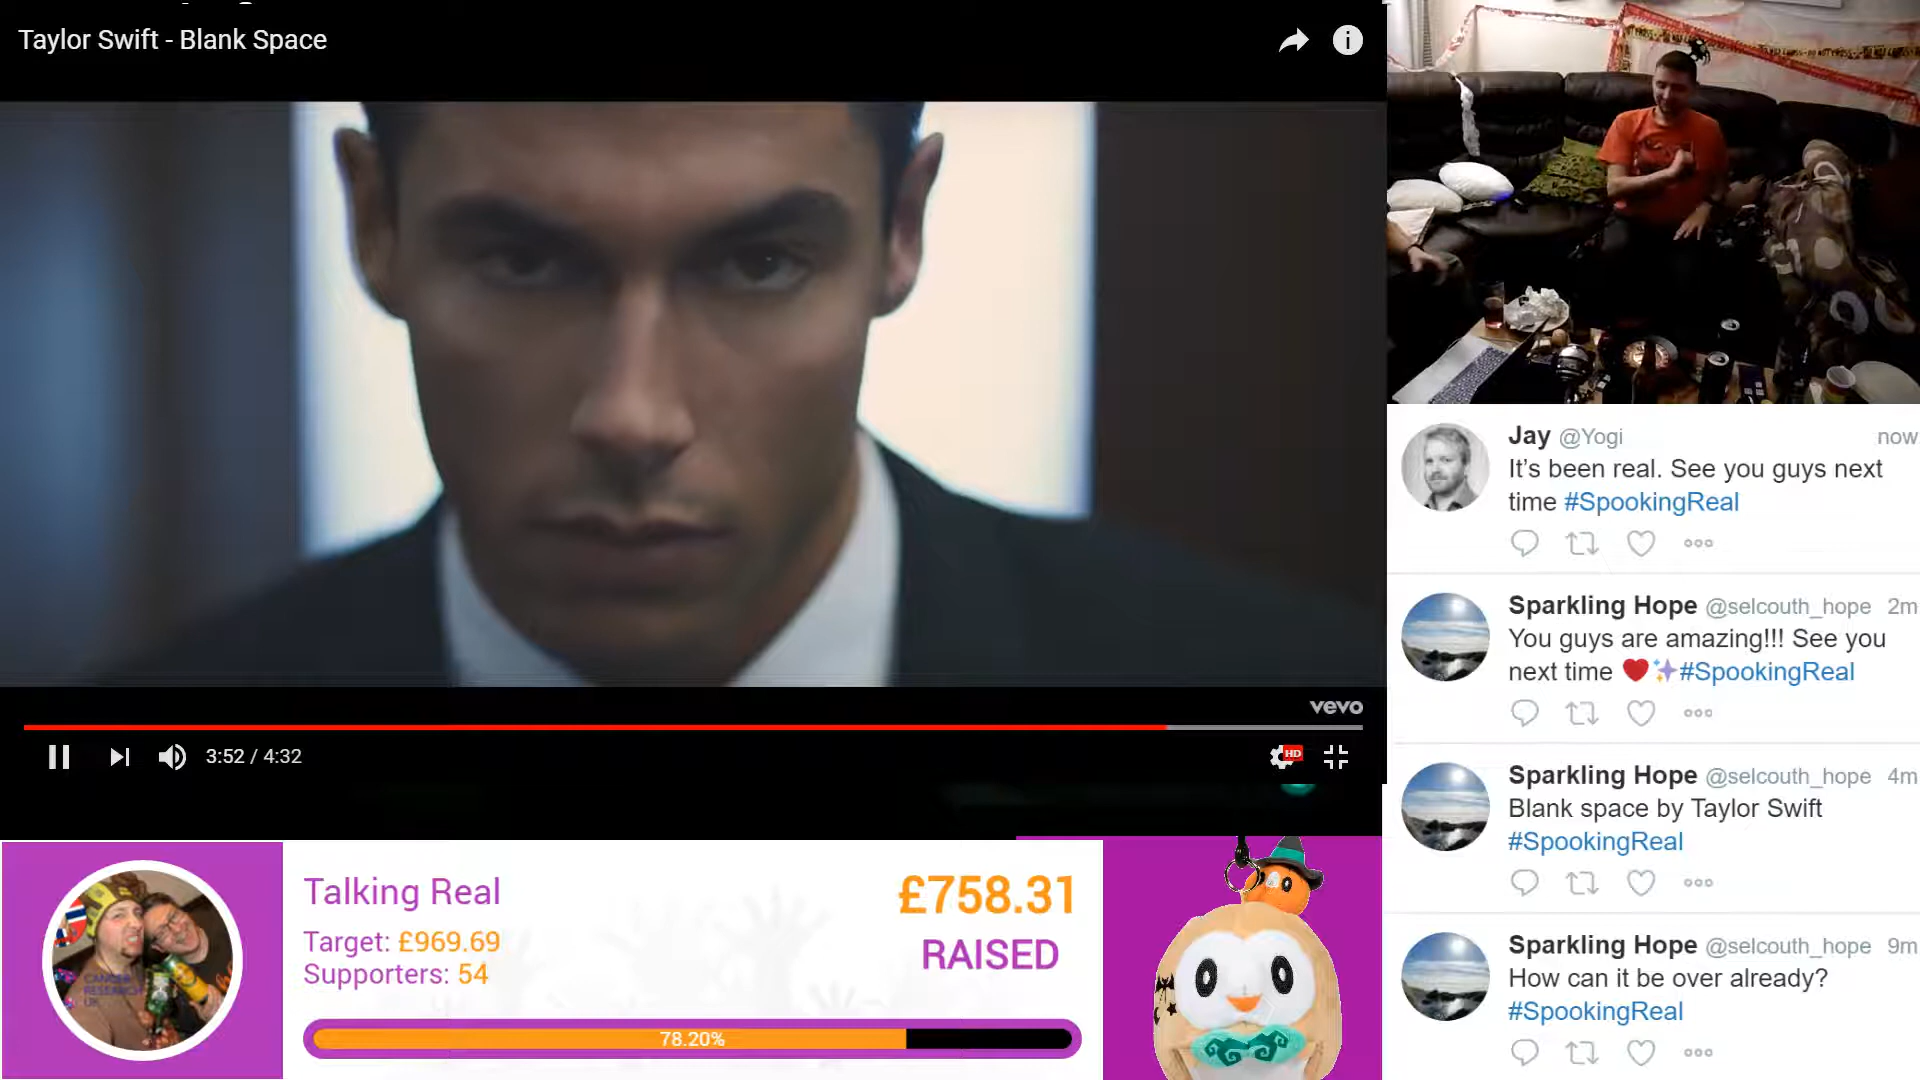 Taylor Swift - Blank Space
vevo
3:52 / 4:32
HD
Jay @Yogi now
It's been real. See you guys next
time #SpookingReal
Sparkling Hope @selcouth_hope 2m
You guys are amazing!!! See you
next time ❤️✨#SpookingReal
Sparkling Hope @selcouth_hope 4m
Blank space by Taylor Swift
#SpookingReal
Sparkling Hope @selcouth_hope 9m
How can it be over already?
#SpookingReal
CANCER
RESEARCH
UK
Talking Real
Target: £969.69
Supporters: 54
£758.31
RAISED
78.20%